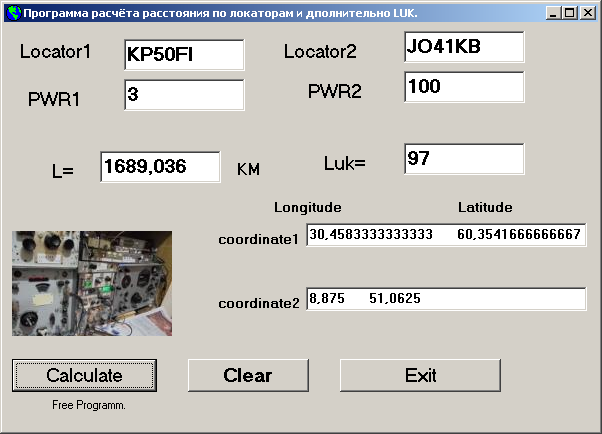 Программа расчёта расстояния по локаторам и дполнительно LUK.
Locator1 KP50FI Locator2 JO41KB
PWR1 3 PWR2 100
L= 1689,036 KM Luk= 97
Longitude Latitude
coordinate1 30,4583333333333 60,3541666666667
coordinate2 8,875 51,0625
Calculate Clear Exit
Free Programm.